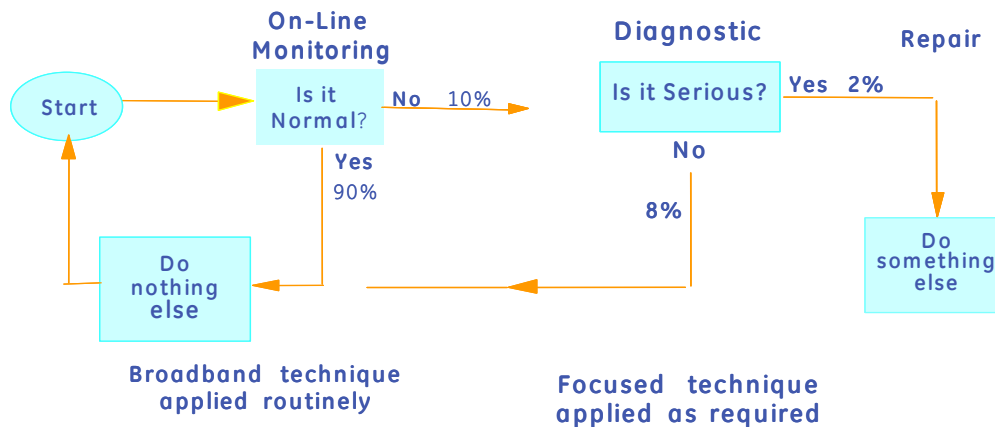 On-Line
Monitoring
Diagnostic
Repair
Start
Is it
Normal?
No 10%
Is it Serious?
Yes 2%
Yes
90%
No
8%
Do
nothing
else
Do
something
else
Broadband technique
applied routinely
Focused technique
applied as required